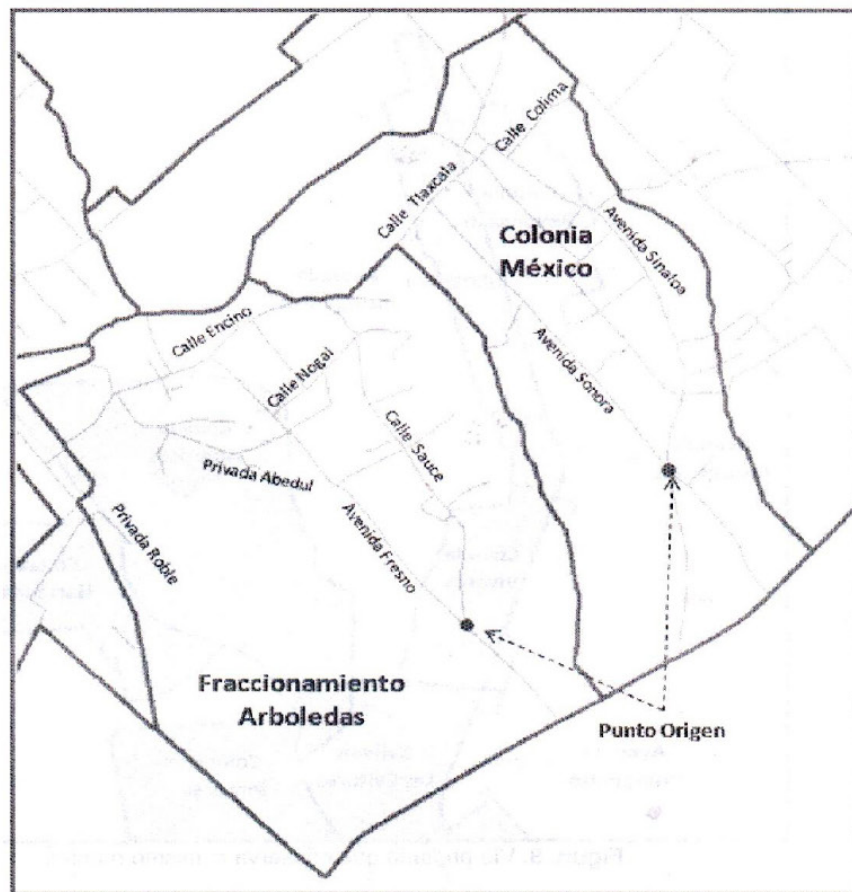 Calle Colima
Calle Tlaxcala
Colonia
México
Avenida Sinaloa
Calle Encino
Calle Nogal
Avenida Sonora
Calle Sauce
Privada Abedul
Privada Roble
Avenida Fresno
Fraccionamiento
Arboledas
Punto Origen